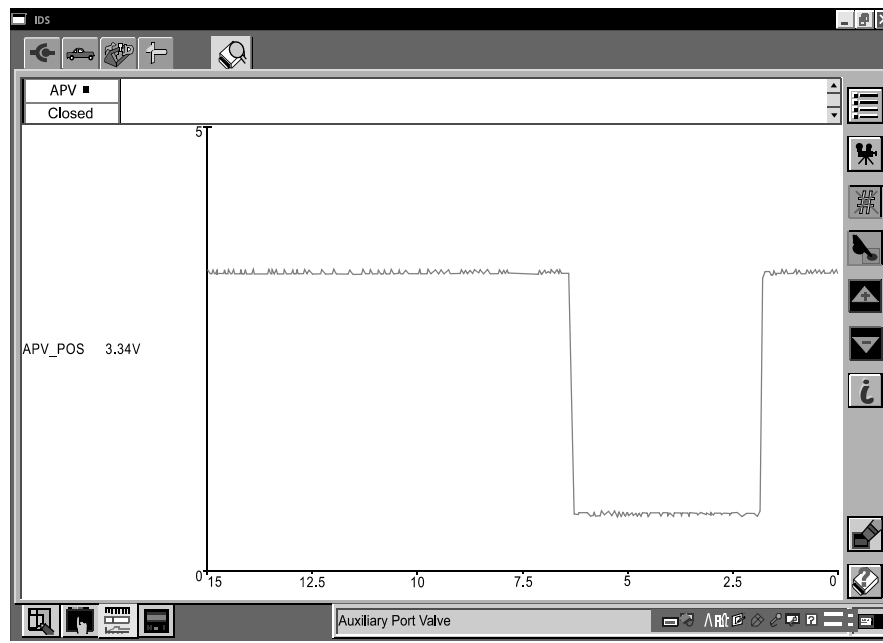 IDS
APV ■
Closed
5
APV_POS 3.34V
0
15 12.5 10 7.5 5 2.5 0
Auxiliary Port Valve